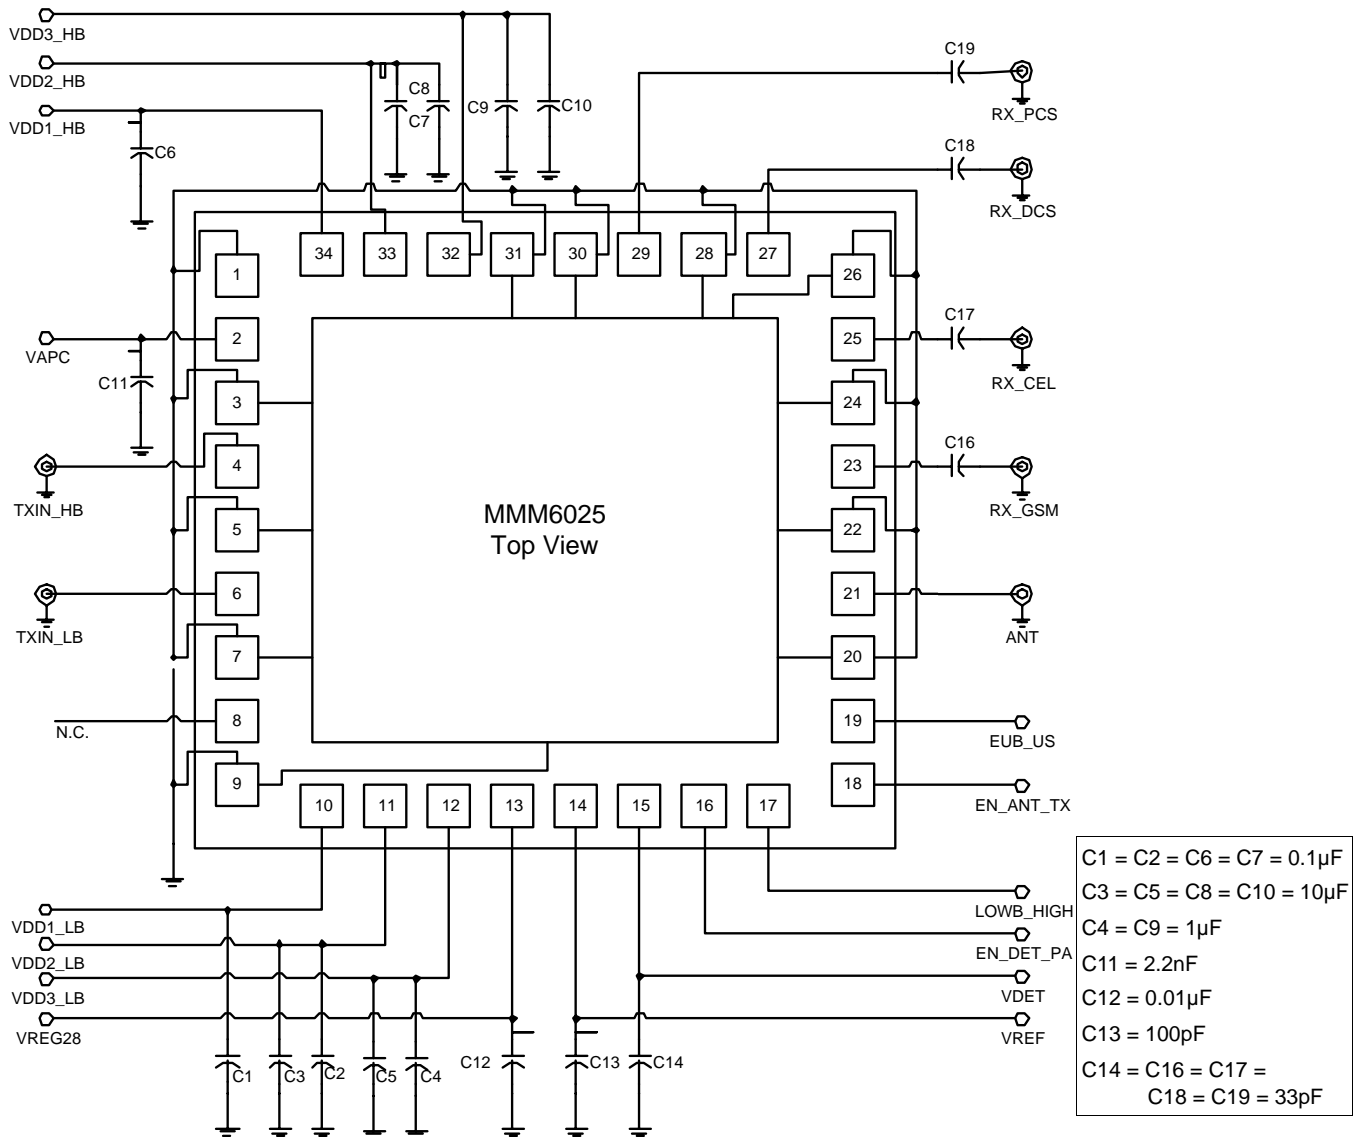 VDD3_HB
VDD2_HB
VDD1_HB
C6
C8
C7
C9
C10
C19
RX_PCS
C18
RX_DCS
34
33
32
31
30
29
28
27
1
2
3
4
5
6
7
8
9
VAPC
C11
TXIN_HB
TXIN_LB
N.C.
MMM6025
Top View
26
25
24
23
22
21
20
19
18
C17
RX_CEL
C16
RX_GSM
ANT
EUB_US
EN_ANT_TX
10
11
12
13
14
15
16
17
LOWB_HIGH
EN_DET_PA
VDET
VREF
VDD1_LB
VDD2_LB
VDD3_LB
VREG28
C1
C3
C2
C5
C4
C12
C13
C14
C1 = C2 = C6 = C7 = 0.1µF
C3 = C5 = C8 = C10 = 10µF
C4 = C9 = 1µF
C11 = 2.2nF
C12 = 0.01µF
C13 = 100pF
C14 = C16 = C17 =
C18 = C19 = 33pF